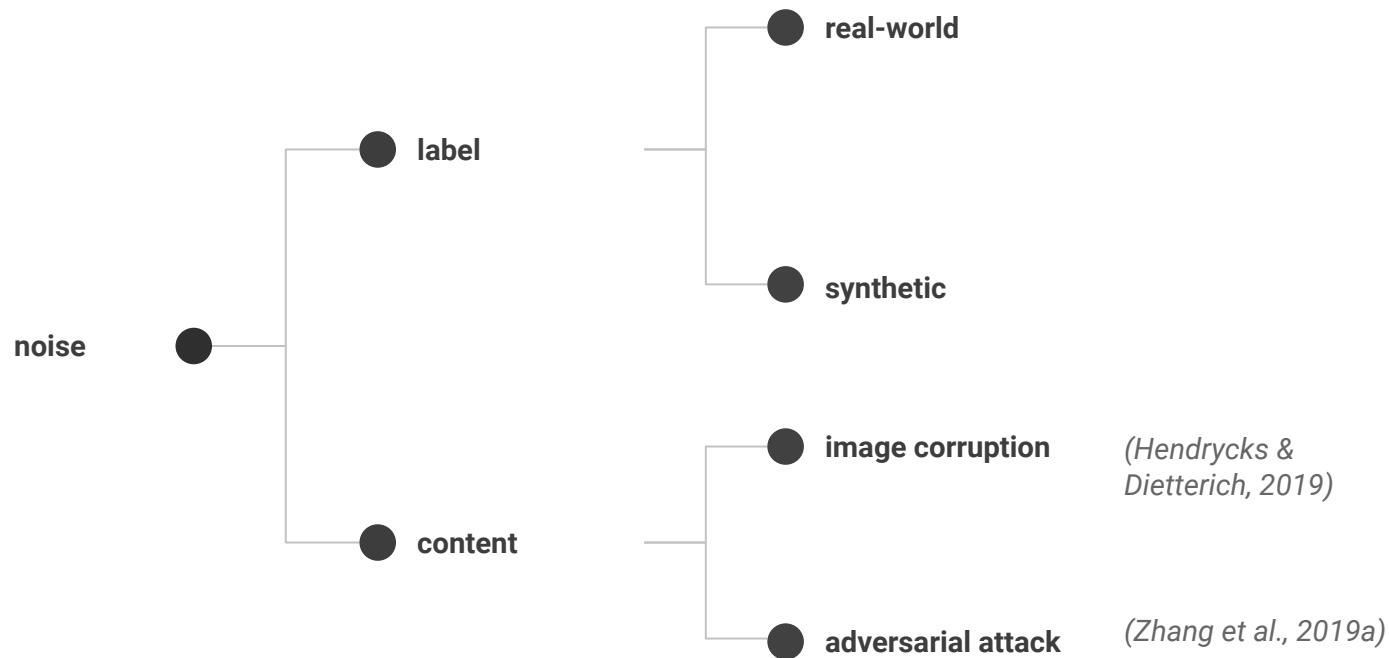 real-world
label
synthetic
noise
image corruption
(Hendrycks &
Dietterich, 2019)
content
adversarial attack
(Zhang et al., 2019a)